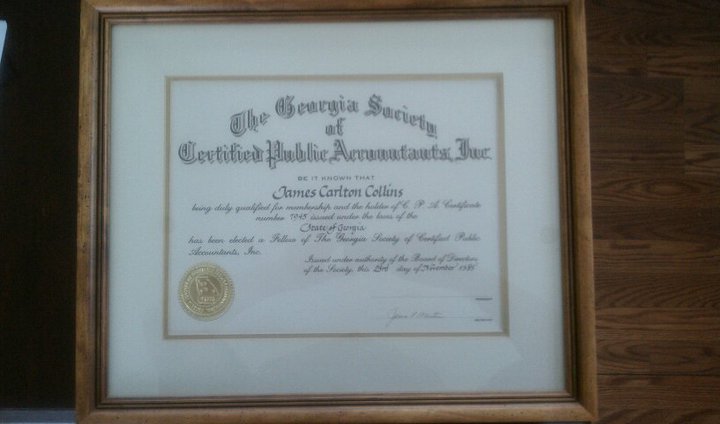 The Georgia Society
of
Certified Public Accountants, Inc.
BE IT KNOWN THAT
James Carlton Collins
being duly qualified for membership and the holder of C. P. A. Certificate
number 7945 issued under the laws of the
State of Georgia
has been elected a Fellow of The Georgia Society of Certified Public
Accountants, Inc.
Issued under authority of the Board of Directors
of the Society, this 23rd day of November 1985